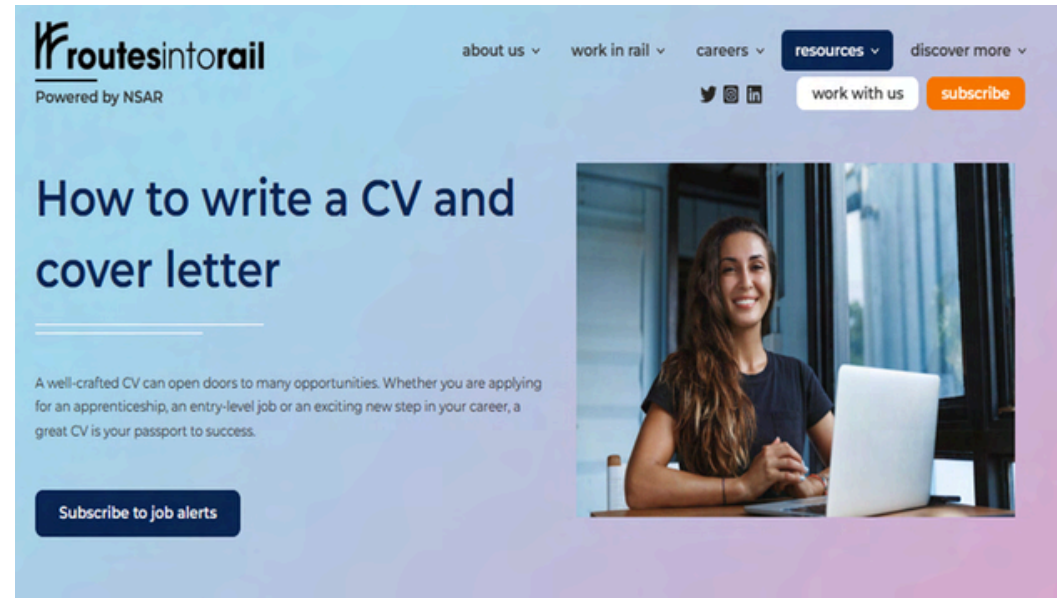 routesintorail
Powered by NSAR
about us
work in rail
careers
resources
discover more
work with us
subscribe
How to write a CV and
cover letter
A well-crafted CV can open doors to many opportunities. Whether you are applying
for an apprenticeship, an entry-level job or an exciting new step in your career, a
great CV is your passport to success.
Subscribe to job alerts